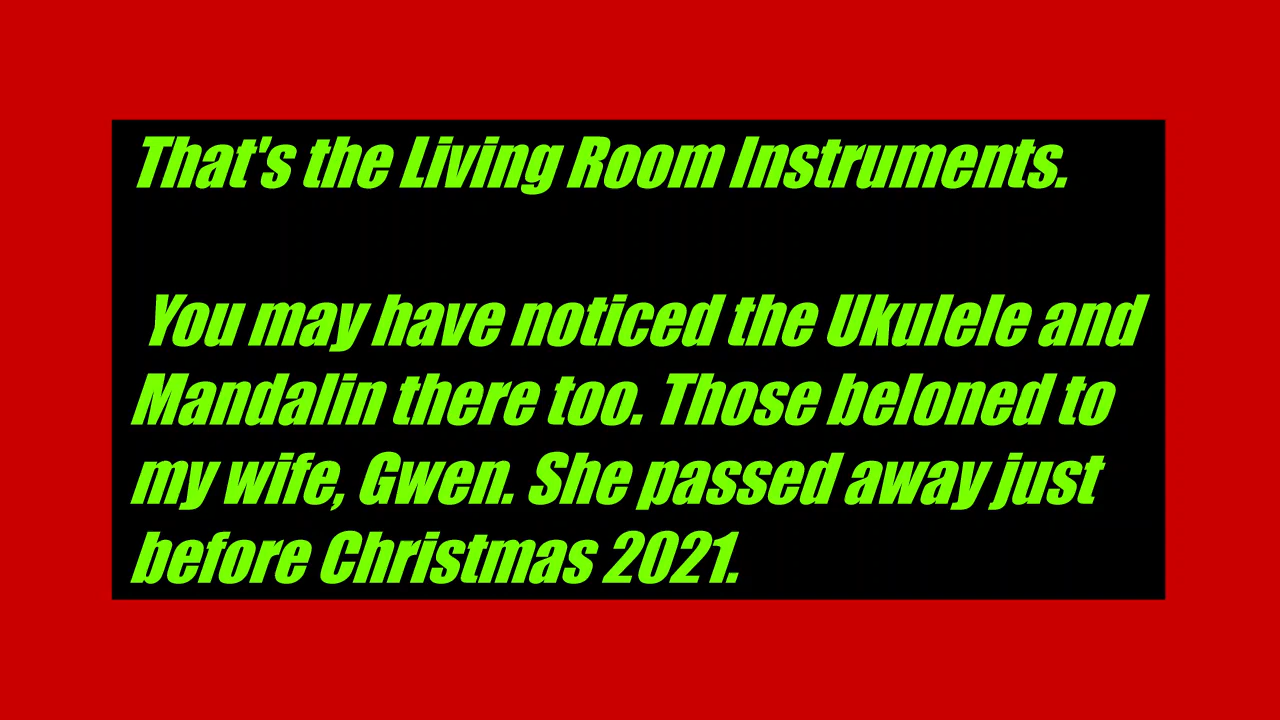 That's the Living Room Instruments.
You may have noticed the Ukulele and
Mandalin there too. Those beloned to
my wife, Gwen. She passed away just
before Christmas 2021.